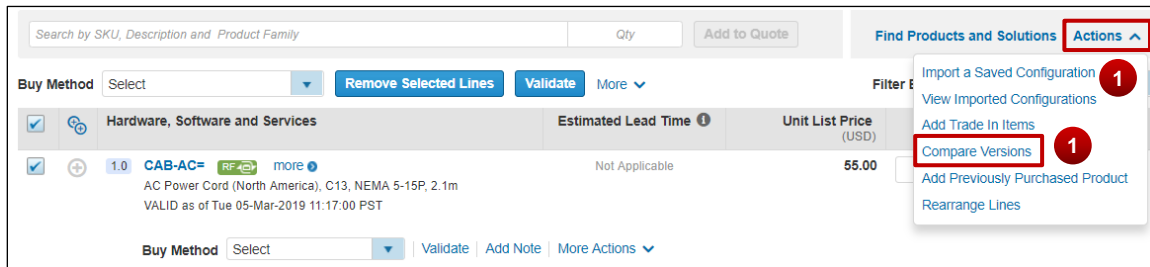 Search by SKU, Description and Product Family Qty Add to Quote Find Products and Solutions Actions
Buy Method Select Remove Selected Lines Validate More Filter
Import a Saved Configuration 1
View Imported Configurations
Add Trade In Items
Compare Versions 1
Add Previously Purchased Product
Rearrange Lines
Hardware, Software and Services Estimated Lead Time Unit List Price
(USD)
1.0 CAB-AC= RF more Not Applicable 55.00
AC Power Cord (North America), C13, NEMA 5-15P, 2.1m
VALID as of Tue 05-Mar-2019 11:17:00 PST
Buy Method Select Validate Add Note More Actions